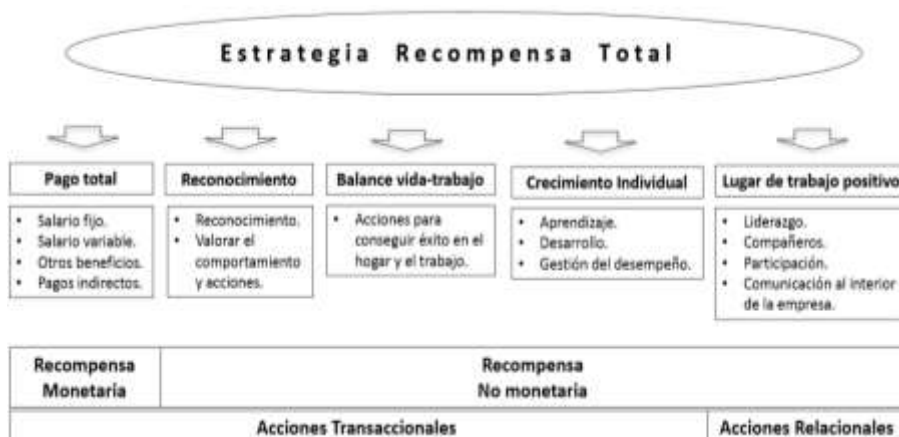 Estrategia Recompensa Total
Pago total
• Salario fijo.
• Salario variable.
• Otros beneficios.
• Pagos indirectos.
Reconocimiento
• Reconocimiento.
• Valorar el
comportamiento
y acciones.
Balance vida-trabajo
• Acciones para
conseguir éxito en el
hogar y el trabajo.
Crecimiento Individual
• Aprendizaje.
• Desarrollo.
• Gestión del desempeño.
Lugar de trabajo positivo
• Liderazgo.
• Compañeros.
• Participación.
• Comunicación al interior
de la empresa.
Recompensa
Monetaria
Recompensa
No monetaria
Acciones Transaccionales
Acciones Relacionales